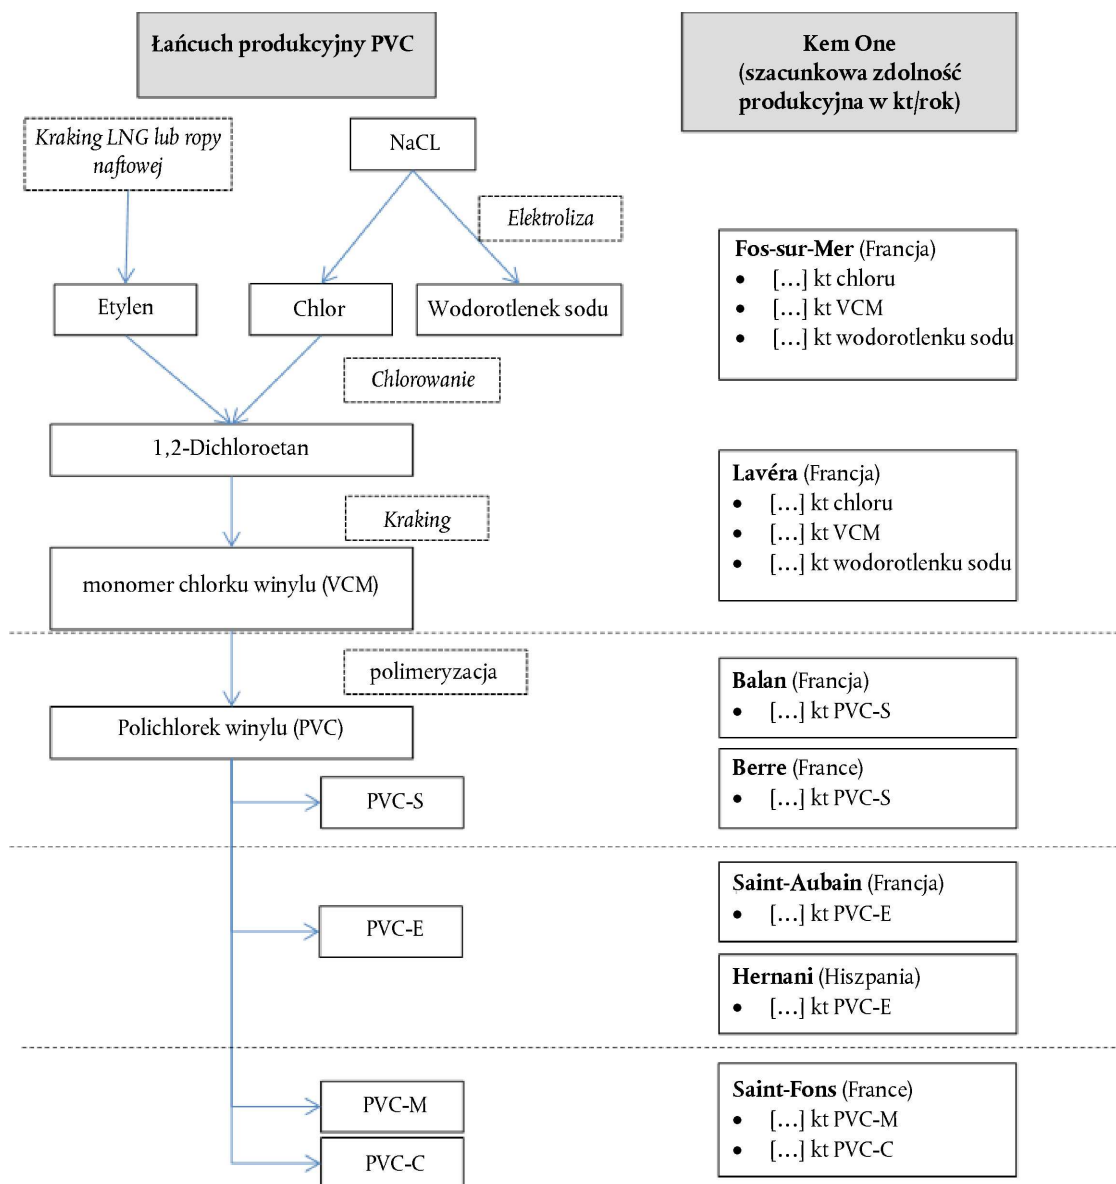 Łańcuch produkcyjny PVC
Kem One
(szacunkowa zdolność
produkcyjna w kt/rok)
Kraking LNG lub ropy
naftowej
NaCL
Elektroliza
Etylen
Chlor
Wodorotlenek sodu
Fos-sur-Mer (Francja)
• […] kt chloru
• […] kt VCM
• […] kt wodorotlenku sodu
Chlorowanie
1,2-Dichloroetan
Kraking
monomer chlorku winylu (VCM)
Lavéra (Francja)
• […] kt chloru
• […] kt VCM
• […] kt wodorotlenku sodu
polimeryzacja
Polichlorek winylu (PVC)
PVC-S
Balan (Francja)
• […] kt PVC-S
Berre (France)
• […] kt PVC-S
PVC-E
Saint-Aubain (Francja)
• […] kt PVC-E
Hernani (Hiszpania)
• […] kt PVC-E
PVC-M
PVC-C
Saint-Fons (France)
• […] kt PVC-M
• […] kt PVC-C